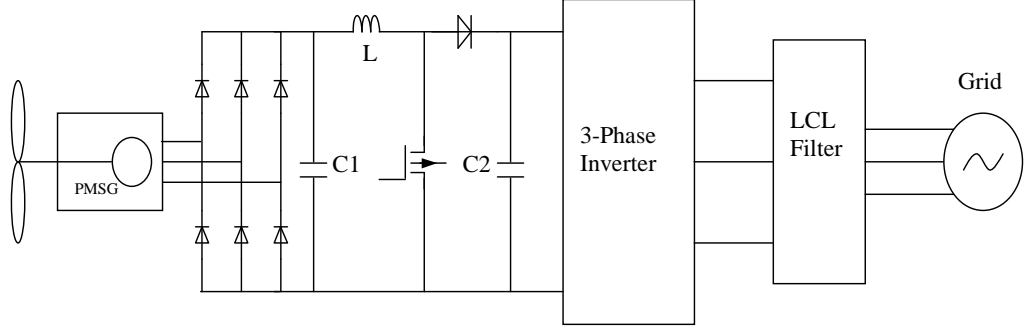 L
Grid
LCL
Filter
3-Phase
Inverter
C1
C2
PMSG